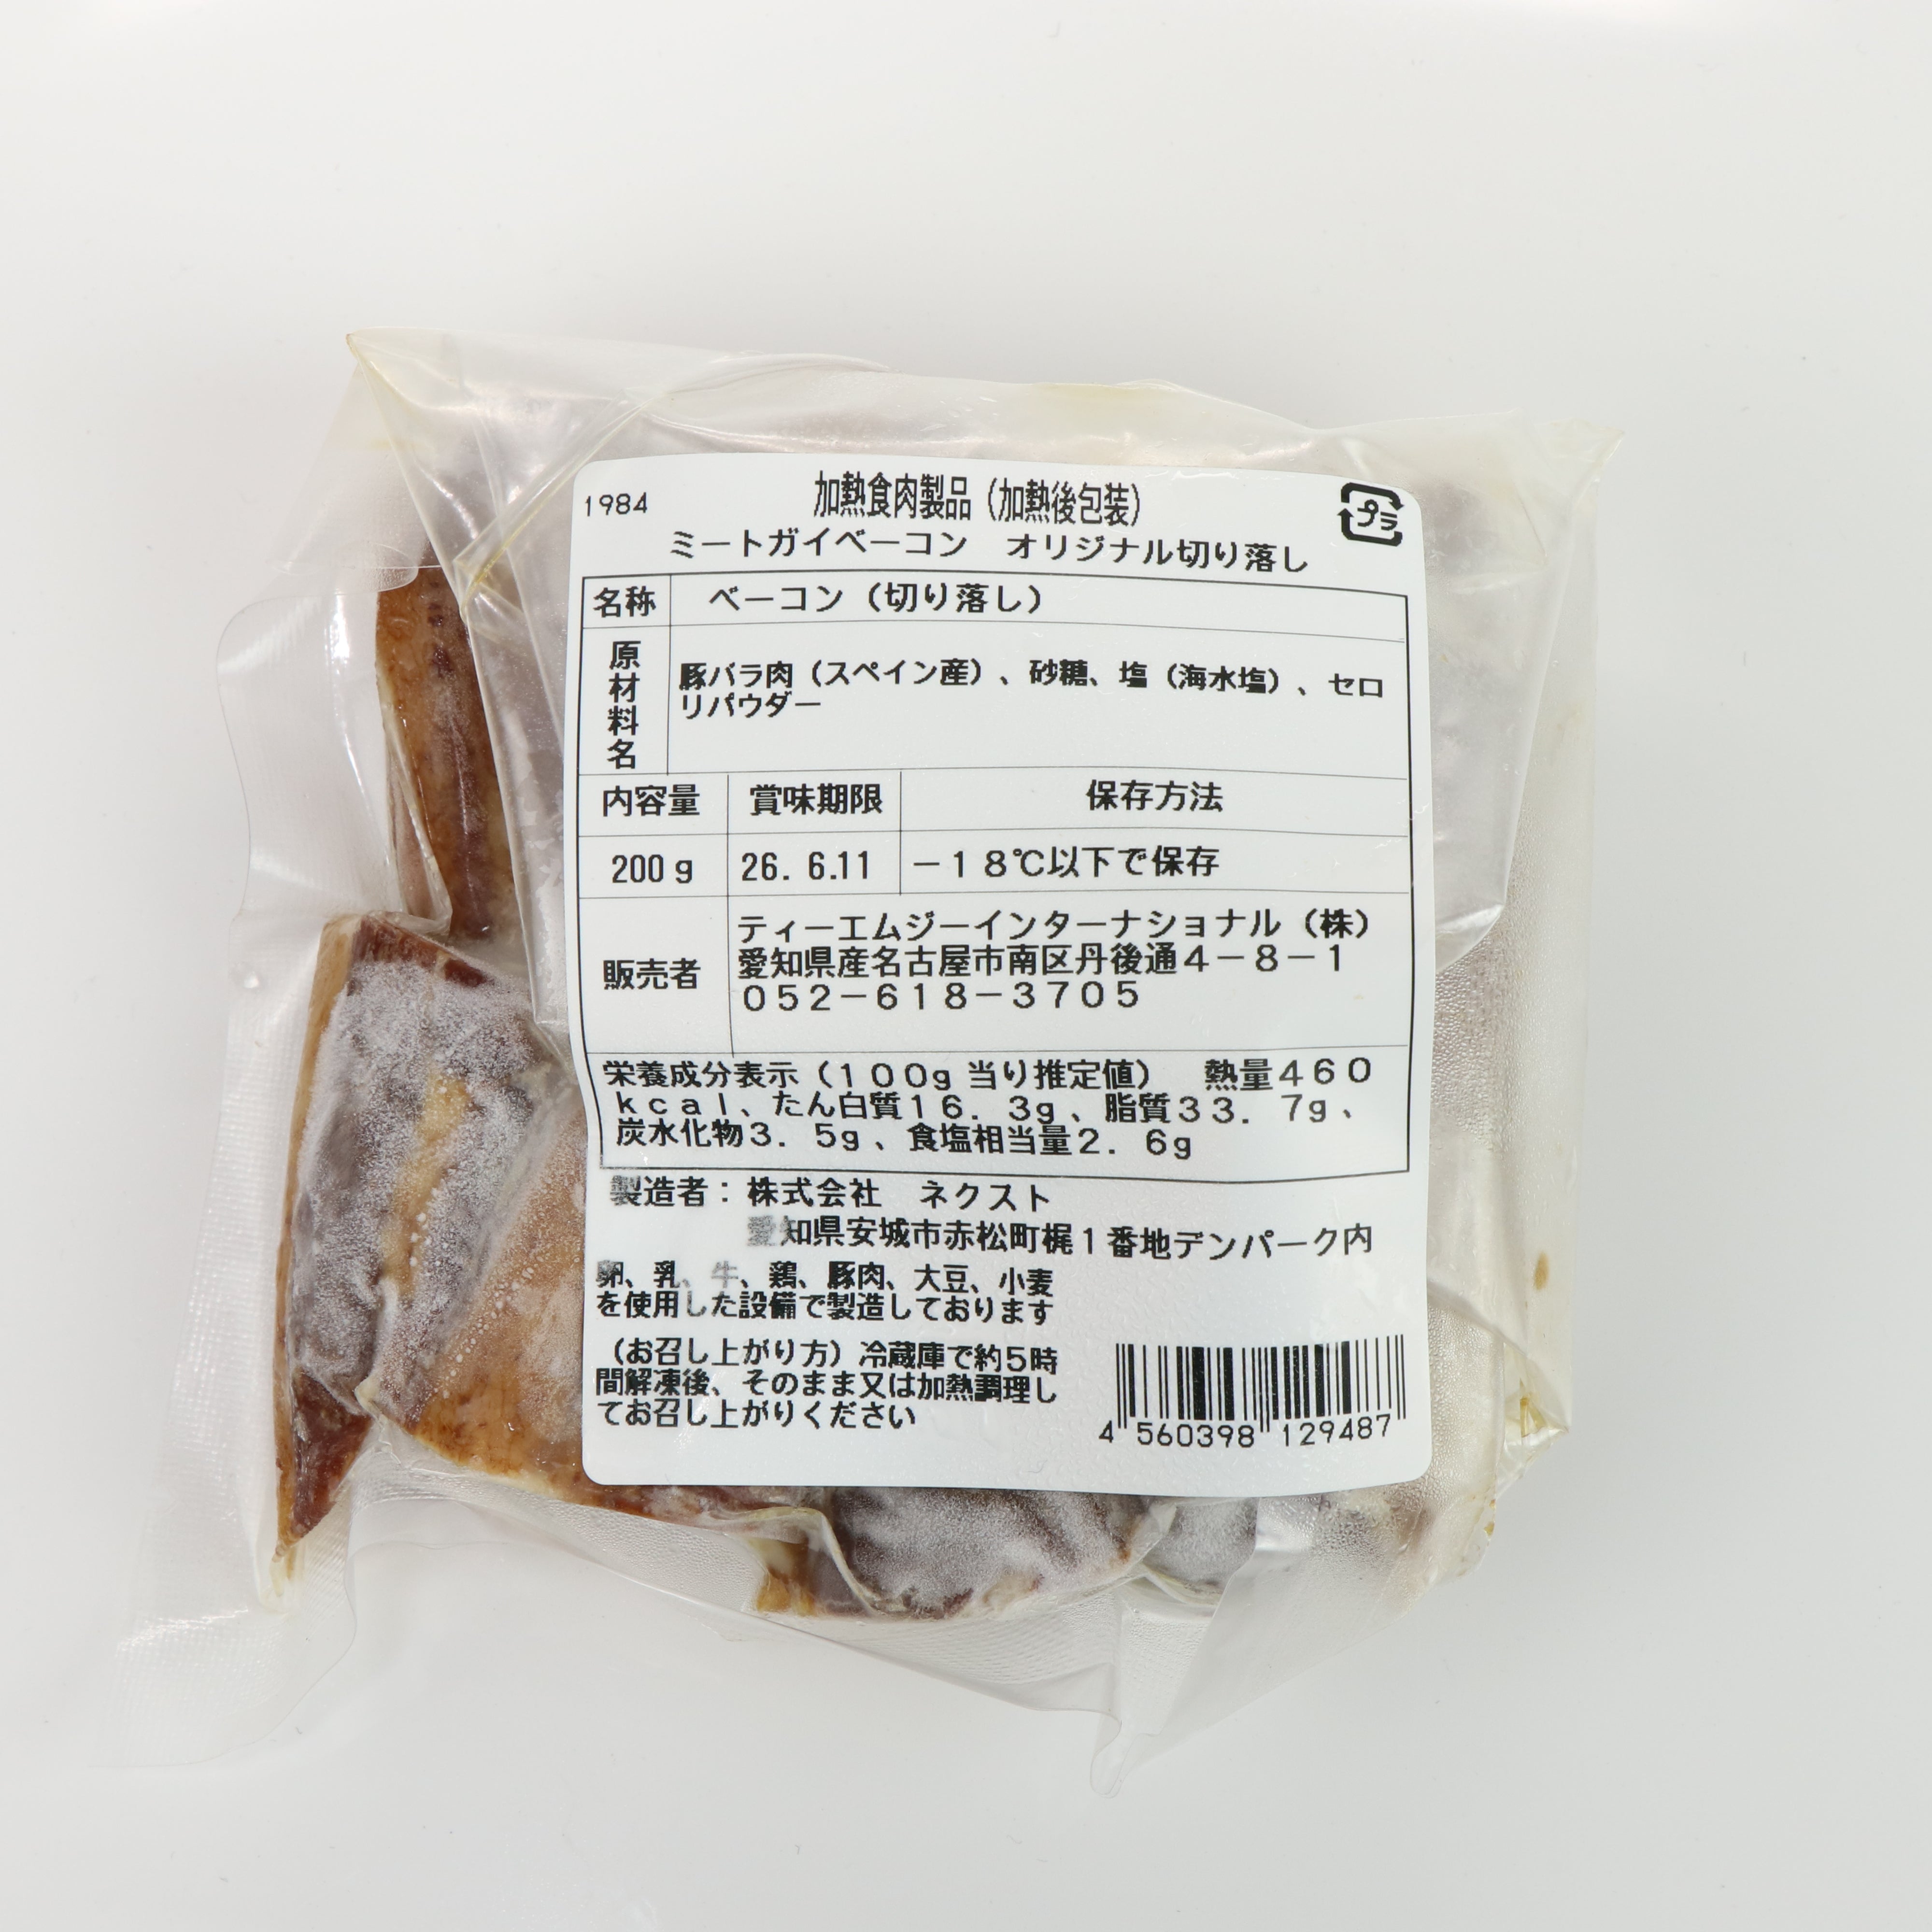 1984
加熱食肉製品（加熱後包装）
プラ
ミートガイベーコン　オリジナル切り落し
名称
ベーコン（切り落し）
原材料名
豚バラ肉（スペイン産）、砂糖、塩（海水塩）、セロ
リパウダー
内容量
賞味期限
保存方法
200g
26. 6.11
－１８℃以下で保存
販売者
ティーエムジーインターナショナル（株）
愛知県産名古屋市南区丹後通４－８－１
０５２－６１８－３７０５
栄養成分表示（１００g 当り推定値）　熱量４６０
ｋｃａｌ、たん白質１６．３g、脂質３３．７g、
炭水化物３．５g、食塩相当量２．６g
製造者：株式会社　ネクスト
愛知県安城市赤松町梶１番地デンパーク内
卵、乳、牛、鶏、豚肉、大豆、小麦
を使用した設備で製造しております
（お召し上がり方）冷蔵庫で約５時
間解凍後、そのまま又は加熱調理し
てお召し上がりください
4 560398 129487